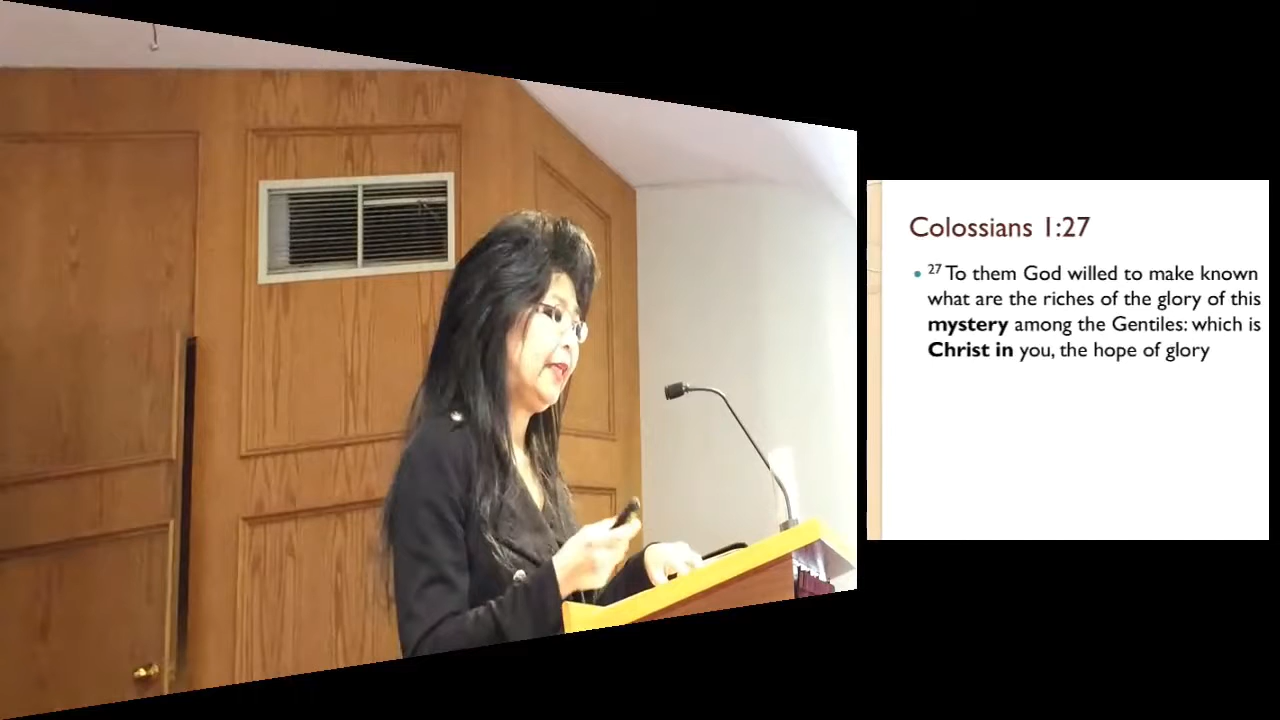 Colossians 1:27
• ²⁷ To them God willed to make known
what are the riches of the glory of this
mystery among the Gentiles: which is
Christ in you, the hope of glory